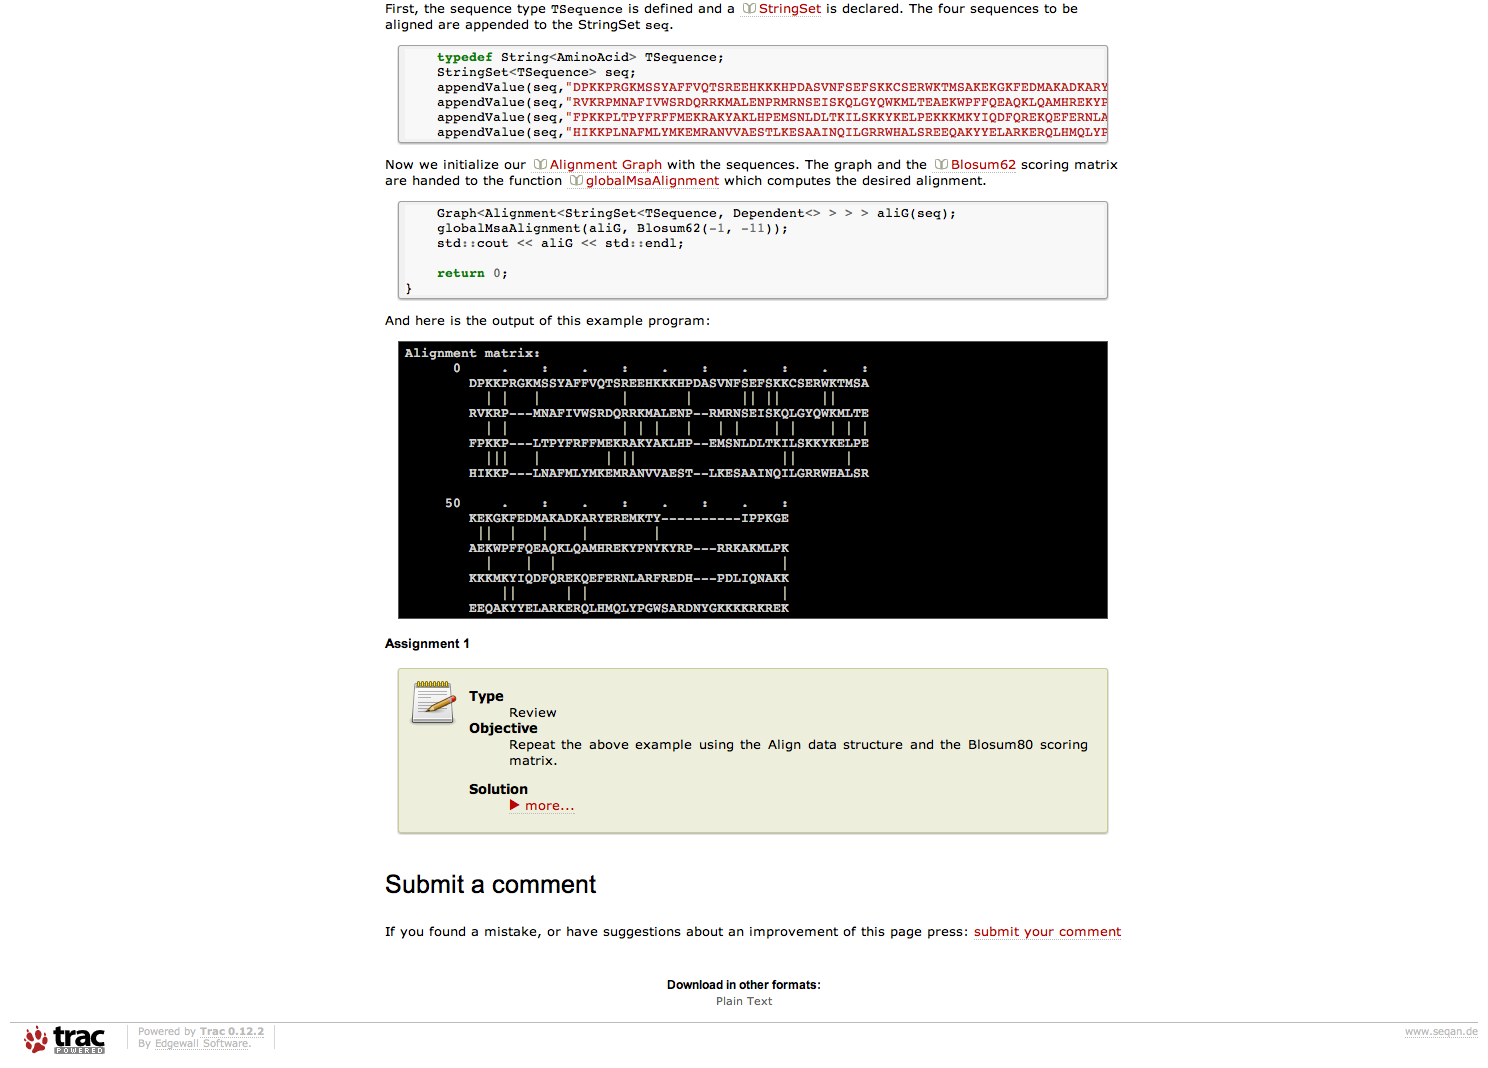 First, the sequence type TSequence is defined and a StringSet is declared. The four sequences to be
aligned are appended to the StringSet seq.
typedef String<AminoAcid> TSequence;
StringSet<TSequence> seq;
appendValue(seq,"DPKKPRGKMSSYAFFVQTSREEHKKKHPDASVNFSEFSKKCSERWKTMSAKEKGKFEDMAKADKARY
appendValue(seq,"RVKRPMNAFIVWSRDQRRKMALENPRMRNSEISKQLGYQWKMLTEAEKWPFFQEAQKLQAMHREKYP
appendValue(seq,"FPKKPLTPYFRFFMEKRAKYAKLHPEMSNLDLTKILSKKYKELPEKKKMKYIQDFQREKQEFERNLA
appendValue(seq,"HIKKPLNAFMLYMKEMRANVVAESTLKESAAINQILGRRWHALSREEQAKYYELARKERQLHMQLYP
Now we initialize our Alignment Graph with the sequences. The graph and the Blosum62 scoring matrix
are handed to the function globalMsaAlignment which computes the desired alignment.
Graph<Alignment<StringSet<TSequence, Dependent<> > > > aliG(seq);
globalMsaAlignment(aliG, Blosum62(-1, -11));
std::cout << aliG << std::endl;
return 0;
}
And here is the output of this example program:
Alignment matrix:
0     .    :    .    :    .    :    .    :    .    :
DPKKPRGKMSSYAFFVQTSREEHKKKHPDASVNFSEFSKKCSERWKTMSA
  | |   |          |       |      || ||     ||
RVKRP---MNAFIVWSRDQRRKMALENP--RMRNSEISKQLGYQWKMLTE
  | |              | | |   |   | |    | |    | | |
FPKKP---LTPYFRFFMEKRAKYAKLHP--EMSNLDLTKILSKKYKELPE
  |||   |        | ||                  ||      |
HIKKP---LNAFMLYMKEMRANVVAEST--LKESAAINQILGRRWHALSR
50     .    :    .    :    .    :    .    :
KEKGKFEDMAKADKARYEREMKTY----------IPPKGE
 ||  |   |    |        |
AEKWPFFQEAQKLQAMHREKYPNYKYRP---RRKAKMLPK
  |    |  |                            |
KKKMKYIQDFQREKQEFERNLARFREDH---PDLIQNAKK
    ||      | |                        |
EEQAKYYELARKERQLHMQLYPGWSARDNYGKKKKRKREK
Assignment 1
Type
Review
Objective
Repeat the above example using the Align data structure and the Blosum80 scoring
matrix.
Solution
▶ more...
Submit a comment
If you found a mistake, or have suggestions about an improvement of this page press: submit your comment
Download in other formats:
Plain Text
trac
POWERED
Powered by Trac 0.12.2
By Edgewall Software.
www.seqan.de